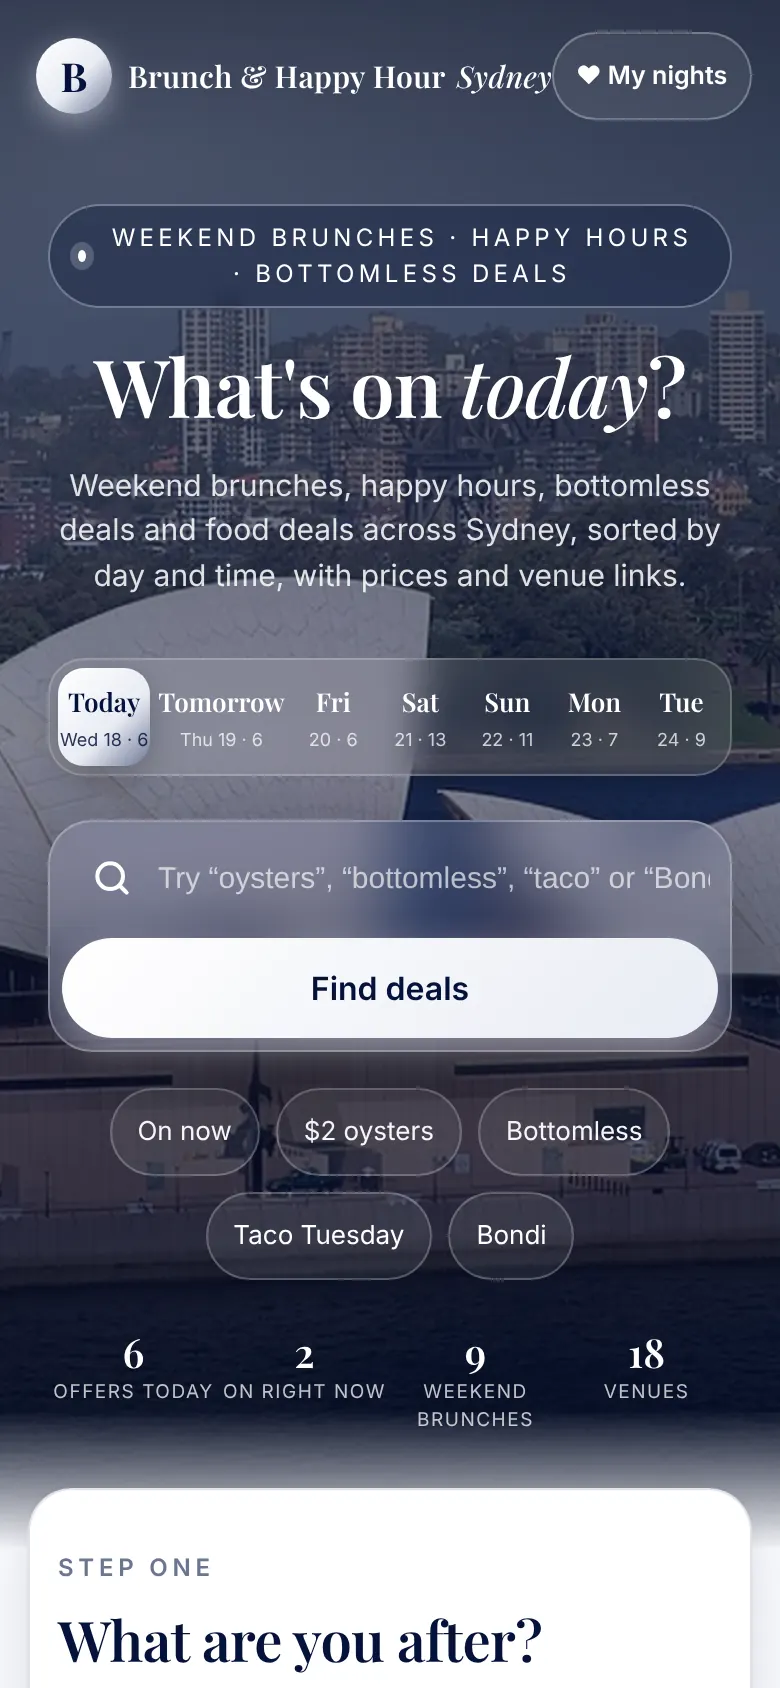 B
Brunch & Happy Hour Sydney
My nights
WEEKEND BRUNCHES · HAPPY HOURS
· BOTTOMLESS DEALS
What's on today?
Weekend brunches, happy hours, bottomless
deals and food deals across Sydney, sorted by
day and time, with prices and venue links.
Today Tomorrow Fri Sat Sun Mon Tue
Wed 18 · 6 Thu 19 · 6 20 · 6 21 · 13 22 · 11 23 · 7 24 · 9
Try “oysters”, “bottomless”, “taco” or “Bon
Find deals
On now $2 oysters Bottomless
Taco Tuesday Bondi
6 2 9 18
OFFERS TODAY ON RIGHT NOW WEEKEND VENUES
BRUNCHES
STEP ONE
What are you after?